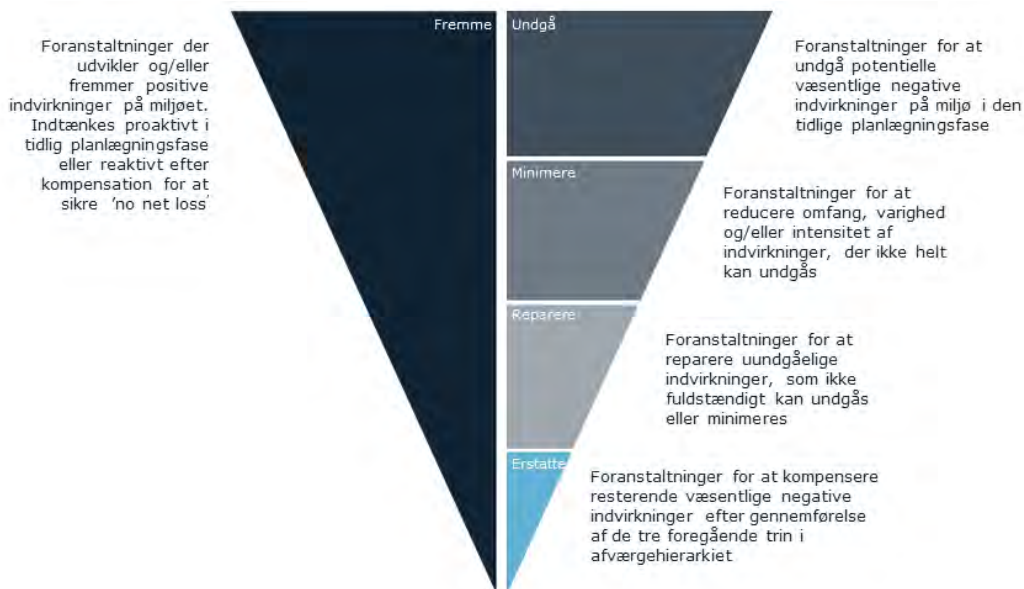 Fremme
Foranstaltninger der
udvikler og/eller
fremmer positive
indvirkninger på miljøet.
Indtænkes proaktivt i
tidlig planlægningsfase
eller reaktivt efter
kompensation for at
sikre 'no net loss'
Undgå
Foranstaltninger for at
undgå potentielle
væsentlige negative
indvirkninger på miljø i den
tidlige planlægningsfase
Minimere
Foranstaltninger for at
reducere omfang, varighed
og/eller intensitet af
indvirkninger, der ikke helt
kan undgås
Reparere
Foranstaltninger for at
reparere uundgåelige
indvirkninger, som ikke
fuldstændigt kan undgås
eller minimeres
Erstatte
Foranstaltninger for at kompensere
resterende væsentlige negative
indvirkninger efter gennemførelse
af de tre foregående trin i
afværgehierarkiet